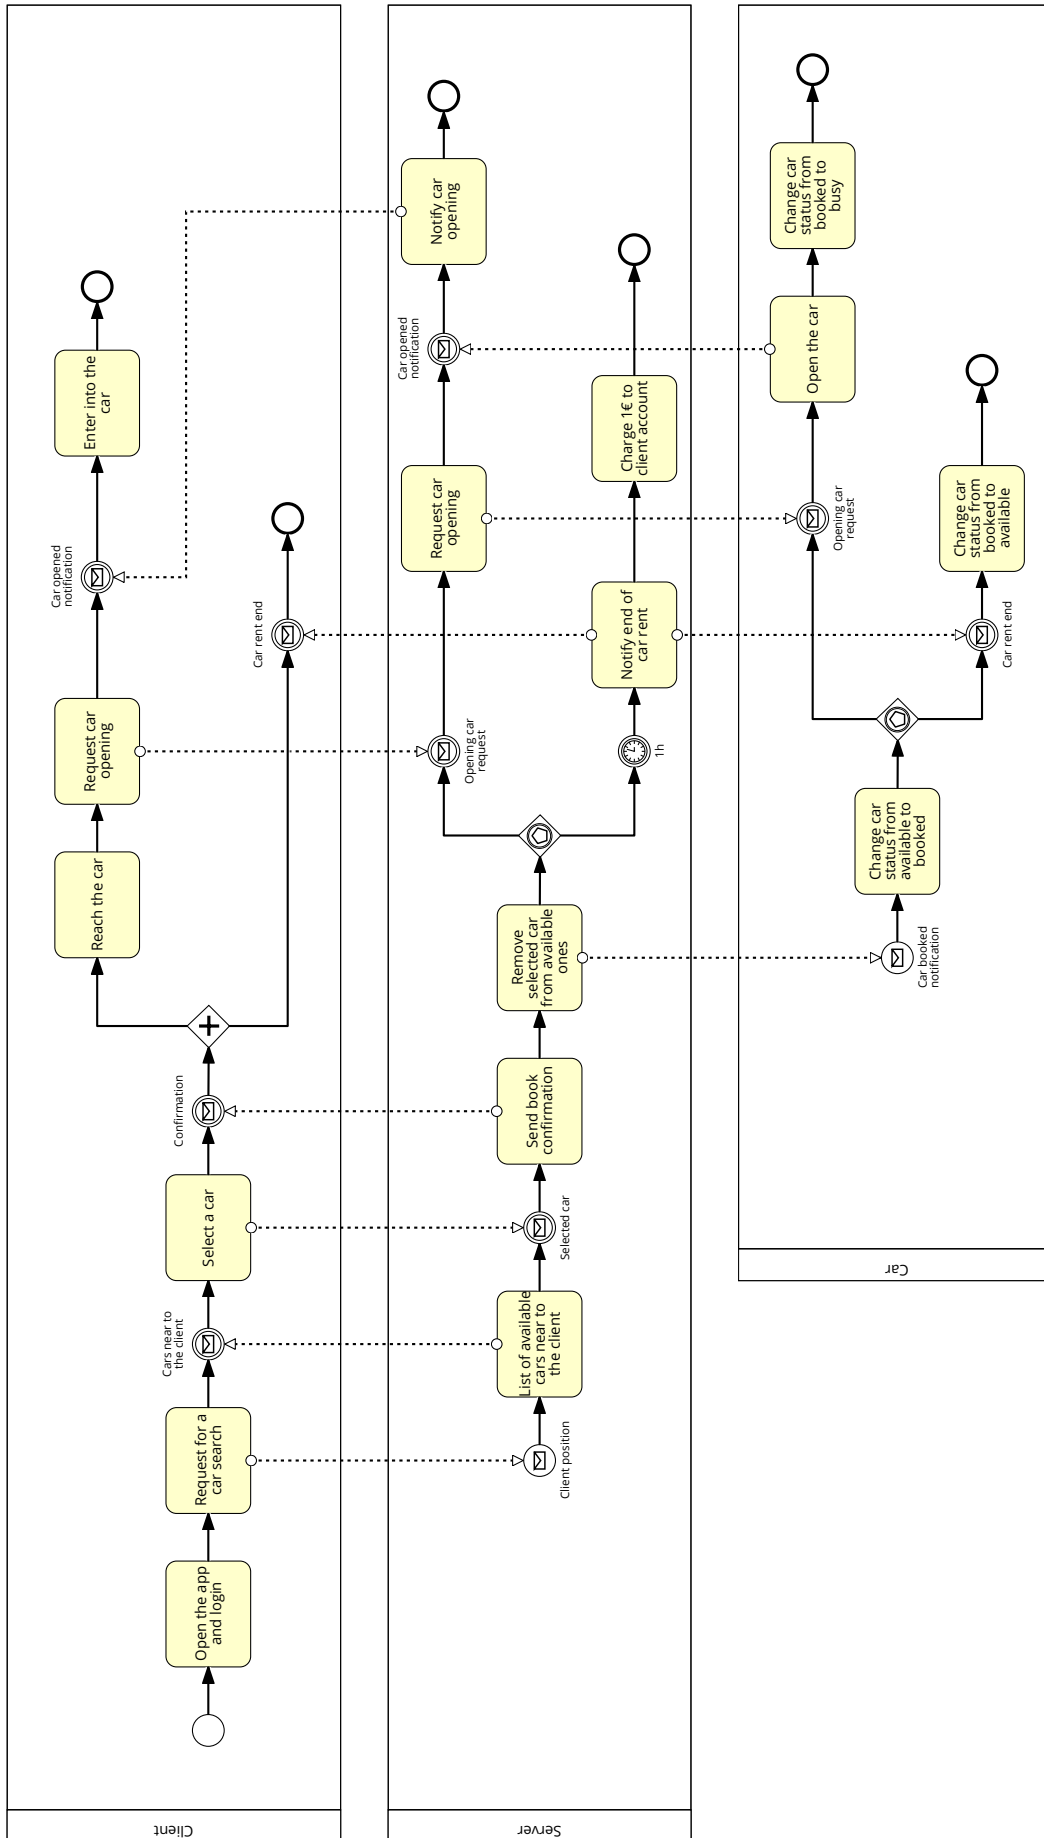 Client
Open the app
and login
Request for a
car search
Cars near to
the client
Select a car
Confirmation
Reach the car
Request car
opening
Car opened
notification
Enter into the
car
Car rent end
Server
Client position
List of available
cars near to
the client
Selected car
Send book
confirmation
Remove
selected car
from available
ones
Opening car
request
Request car
opening
Car opened
notification
Notify car
opening
1h
Notify end of
car rent
Charge 1€ to
client account
Car
Car booked
notification
Change car
status from
available to
booked
Opening car
request
Open the car
Change car
status from
booked to
busy
Car rent end
Change car
status from
booked to
available